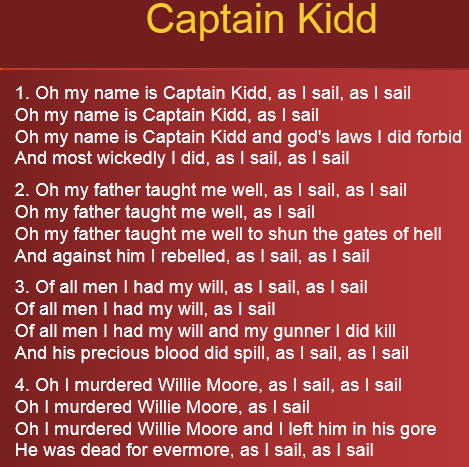 Captain Kidd
1. Oh my name is Captain Kidd, as I sail, as I sail
Oh my name is Captain Kidd, as I sail
Oh my name is Captain Kidd and god's laws I did forbid
And most wickedly I did, as I sail, as I sail
2. Oh my father taught me well, as I sail, as I sail
Oh my father taught me well, as I sail
Oh my father taught me well to shun the gates of hell
And against him I rebelled, as I sail, as I sail
3. Of all men I had my will, as I sail, as I sail
Of all men I had my will, as I sail
Of all men I had my will and my gunner I did kill
And his precious blood did spill, as I sail, as I sail
4. Oh I murdered Willie Moore, as I sail, as I sail
Oh I murdered Willie Moore, as I sail
Oh I murdered Willie Moore and I left him in his gore
He was dead for evermore, as I sail, as I sail